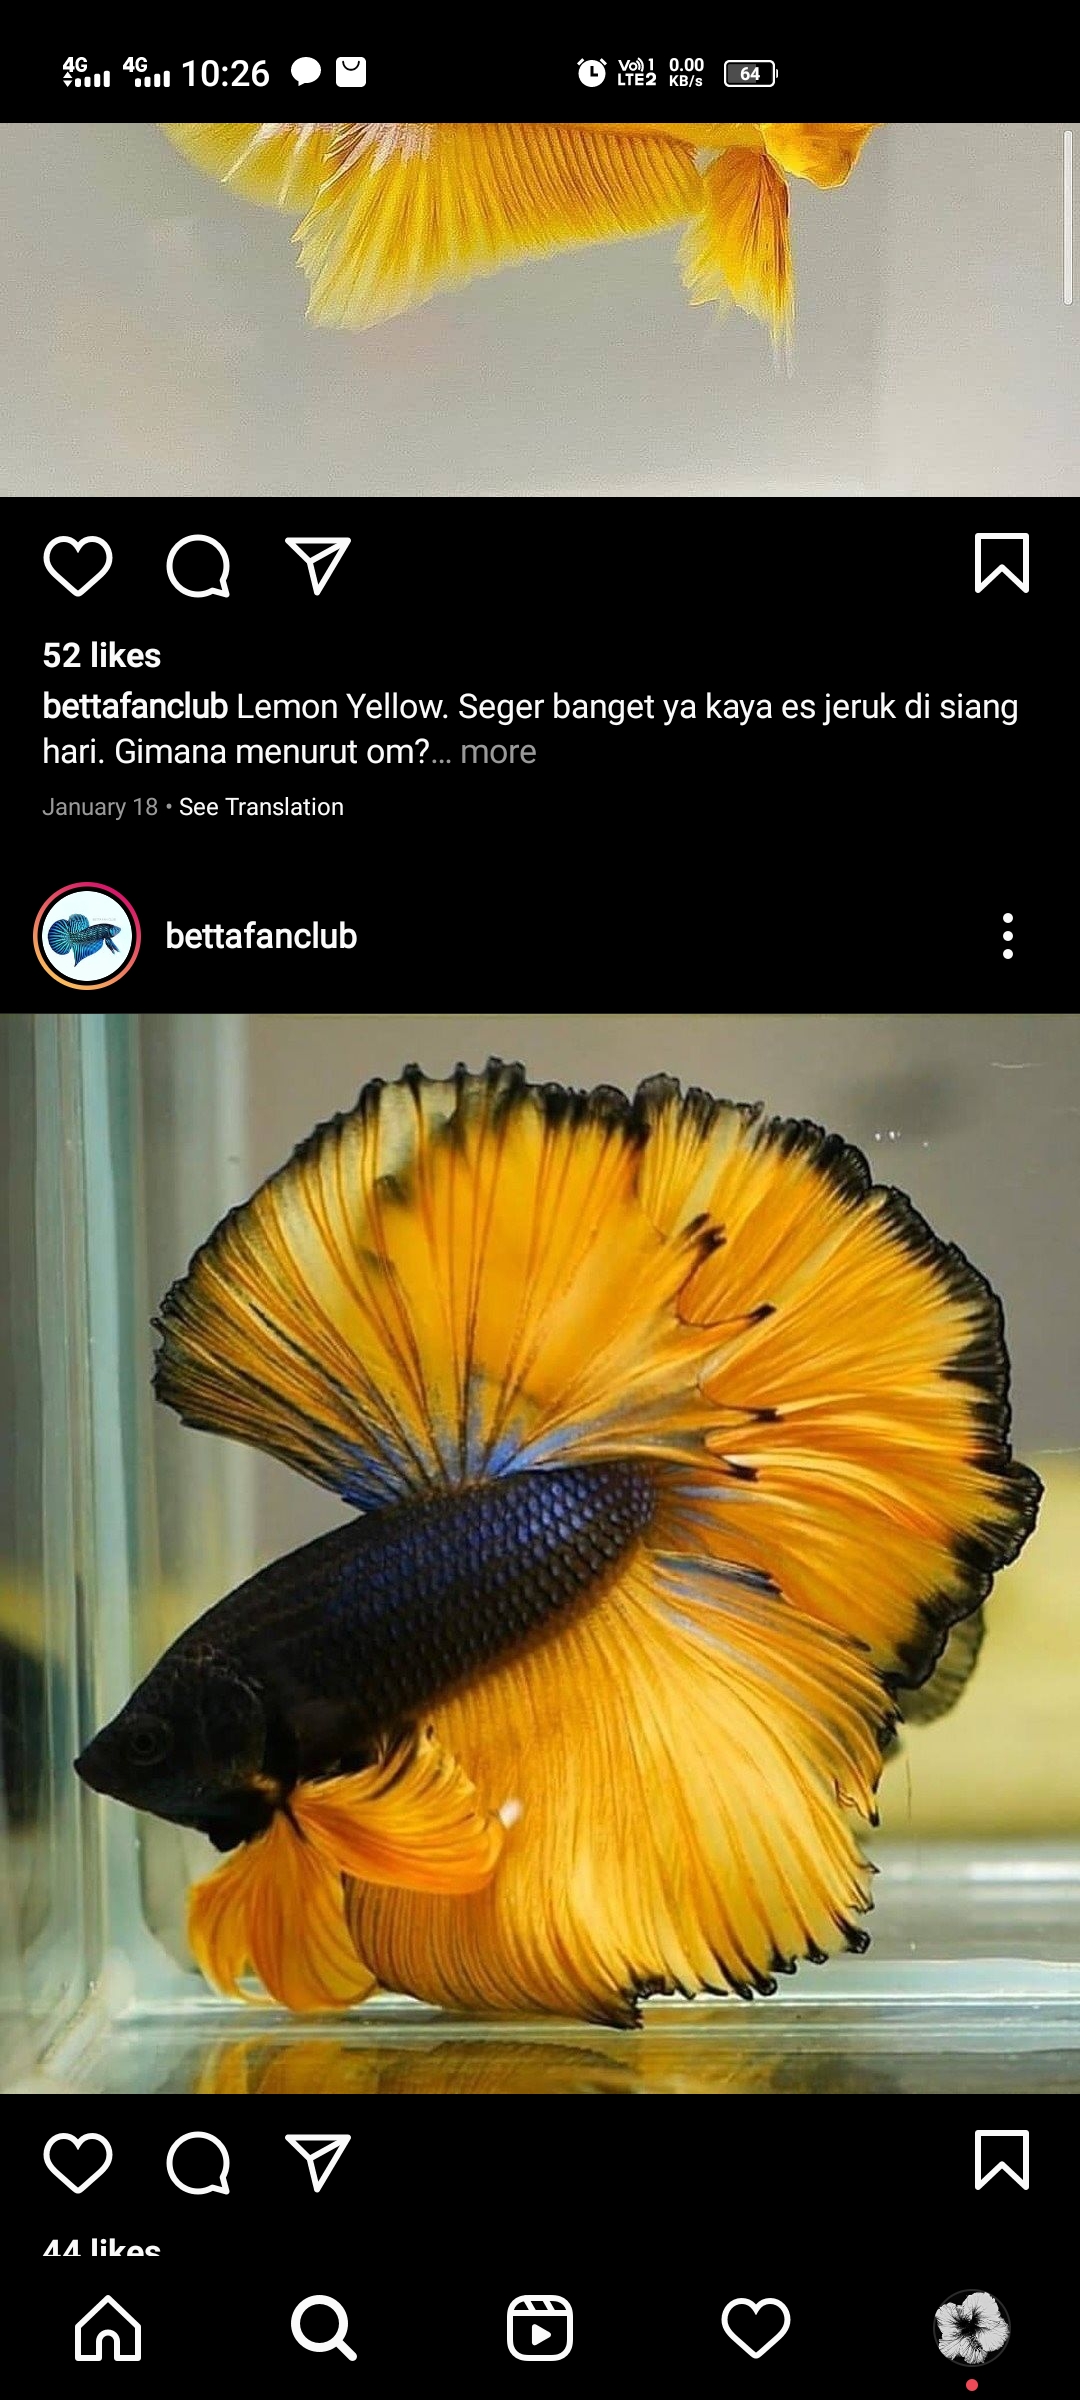 4G 4G 10:26 Vo)) 1 LTE2 0.00 KB/s 64
52 likes
bettafanclub Lemon Yellow. Seger banget ya kaya es jeruk di siang
hari. Gimana menurut om?... more
January 18 • See Translation
bettafanclub
44 likes